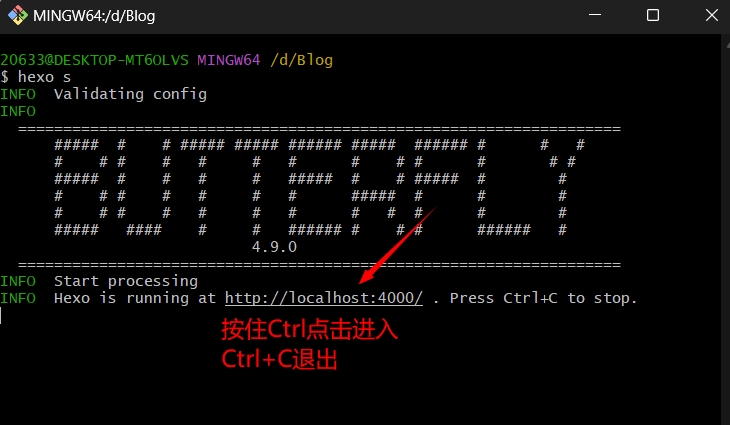 MINGW64:/d/Blog
20633@DESKTOP-MT6OLVS MINGW64 /d/Blog
$ hexo s
INFO  Validating config
INFO
===================================================================
BUTTERFLY
4.9.0
===================================================================
INFO  Start processing
INFO  Hexo is running at http://localhost:4000/ . Press Ctrl+C to stop.
按住Ctrl点击进入
Ctrl+C退出